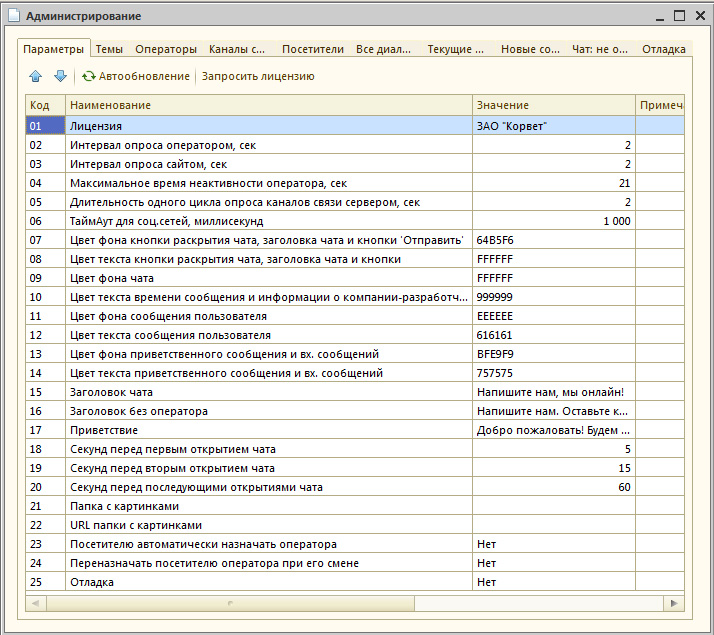 Администрирование
Параметры Темы Операторы Каналы с... Посетители Все диал... Текущие ... Новые со... Чат: не о... Отладка
Автообновление Запросить лицензию
Код Наименование Значение Примеча
01 Лицензия ЗАО "Корвет"
02 Интервал опроса оператором, сек 2
03 Интервал опроса сайтом, сек 2
04 Максимальное время неактивности оператора, сек 21
05 Длительность одного цикла опроса каналов связи сервером, сек 2
06 ТаймАут для соц.сетей, миллисекунд 1 000
07 Цвет фона кнопки раскрытия чата, заголовка чата и кнопки 'Отправить' 64B5F6
08 Цвет текста кнопки раскрытия чата, заголовка чата и кнопки FFFFFF
09 Цвет фона чата FFFFFF
10 Цвет текста времени сообщения и информации о компании-разработч... 999999
11 Цвет фона сообщения пользователя EEEEEE
12 Цвет текста сообщения пользователя 616161
13 Цвет фона приветственного сообщения и вх. сообщений BFE9F9
14 Цвет текста приветственного сообщения и вх. сообщений 757575
15 Заголовок чата Напишите нам, мы онлайн!
16 Заголовок без оператора Напишите нам. Оставьте к...
17 Приветствие Добро пожаловать! Будем ...
18 Секунд перед первым открытием чата 5
19 Секунд перед вторым открытием чата 15
20 Секунд перед последующими открытиями чата 60
21 Папка с картинками
22 URL папки с картинками
23 Посетителю автоматически назначать оператора Нет
24 Переназначать посетителю оператора при его смене Нет
25 Отладка Нет